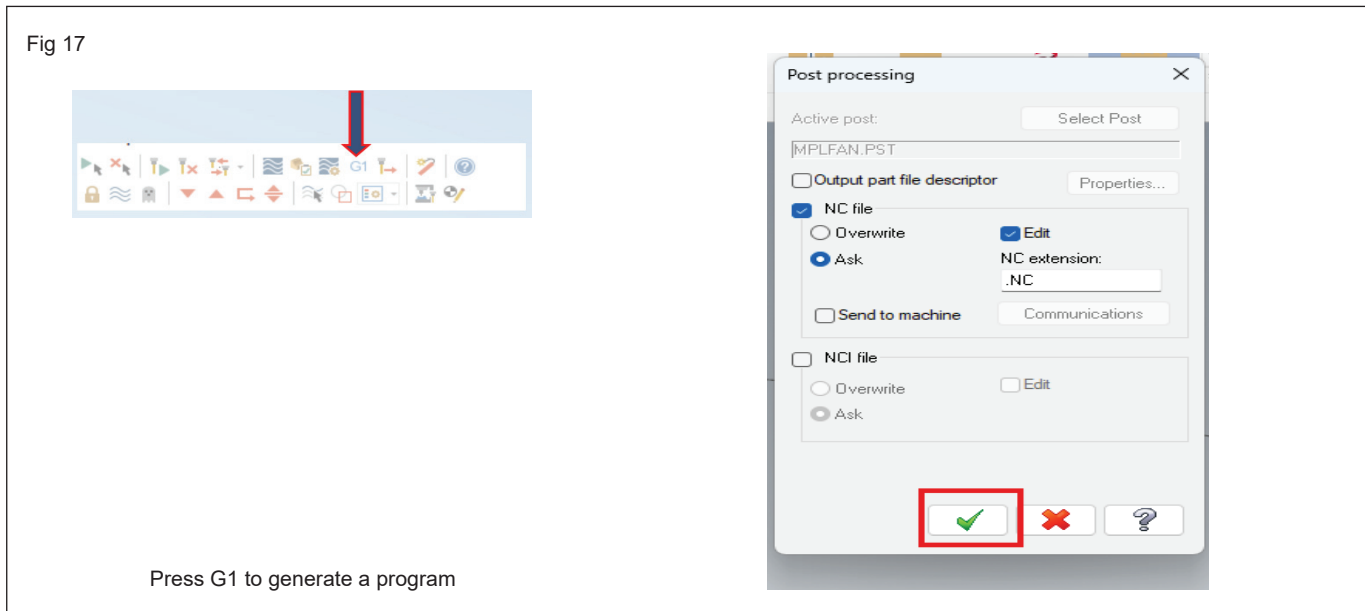 Fig 17
G1
Press G1 to generate a program
Post processing
Active post:
Select Post
MPLFAN.PST
Output part file descriptor
Properties...
NC file
Overwrite
Edit
Ask
NC extension:
.NC
Send to machine
Communications
NCI file
Overwrite
Edit
Ask